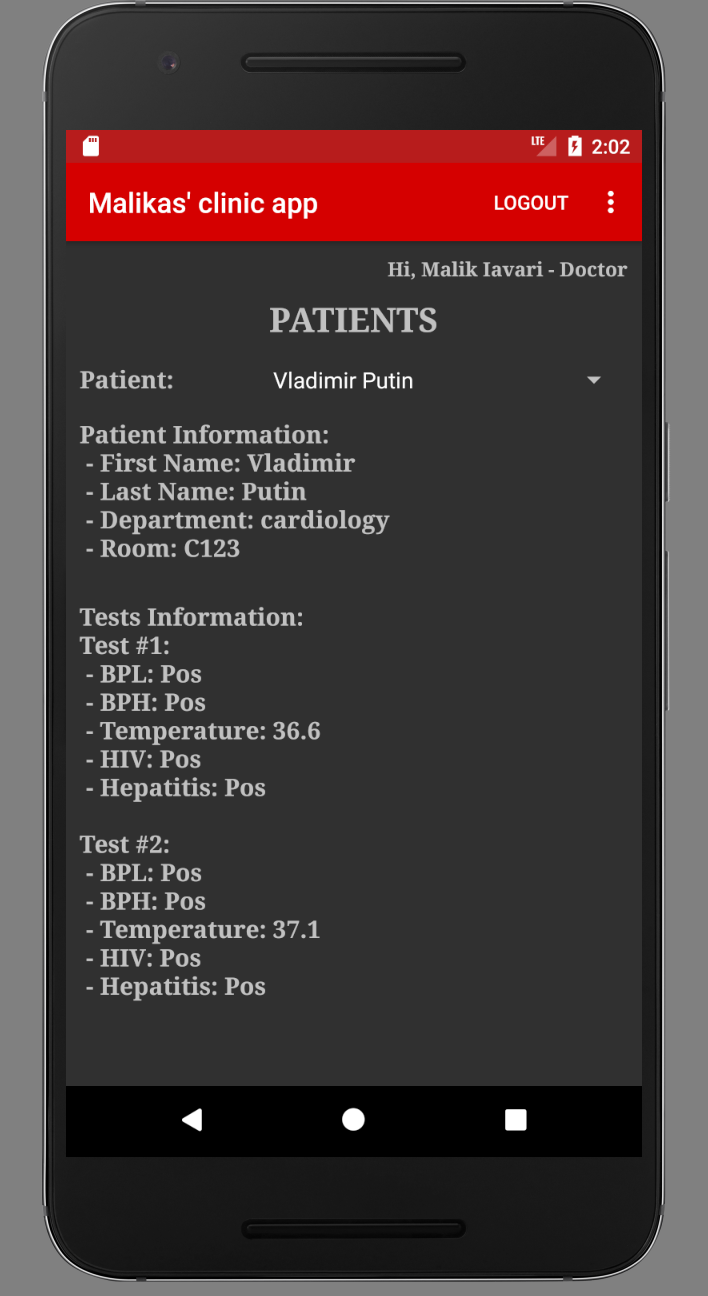 LTE 2:02
Malikas' clinic app LOGOUT
Hi, Malik Iavari - Doctor
PATIENTS
Patient: Vladimir Putin
Patient Information:
- First Name: Vladimir
- Last Name: Putin
- Department: cardiology
- Room: C123
Tests Information:
Test #1:
- BPL: Pos
- BPH: Pos
- Temperature: 36.6
- HIV: Pos
- Hepatitis: Pos
Test #2:
- BPL: Pos
- BPH: Pos
- Temperature: 37.1
- HIV: Pos
- Hepatitis: Pos